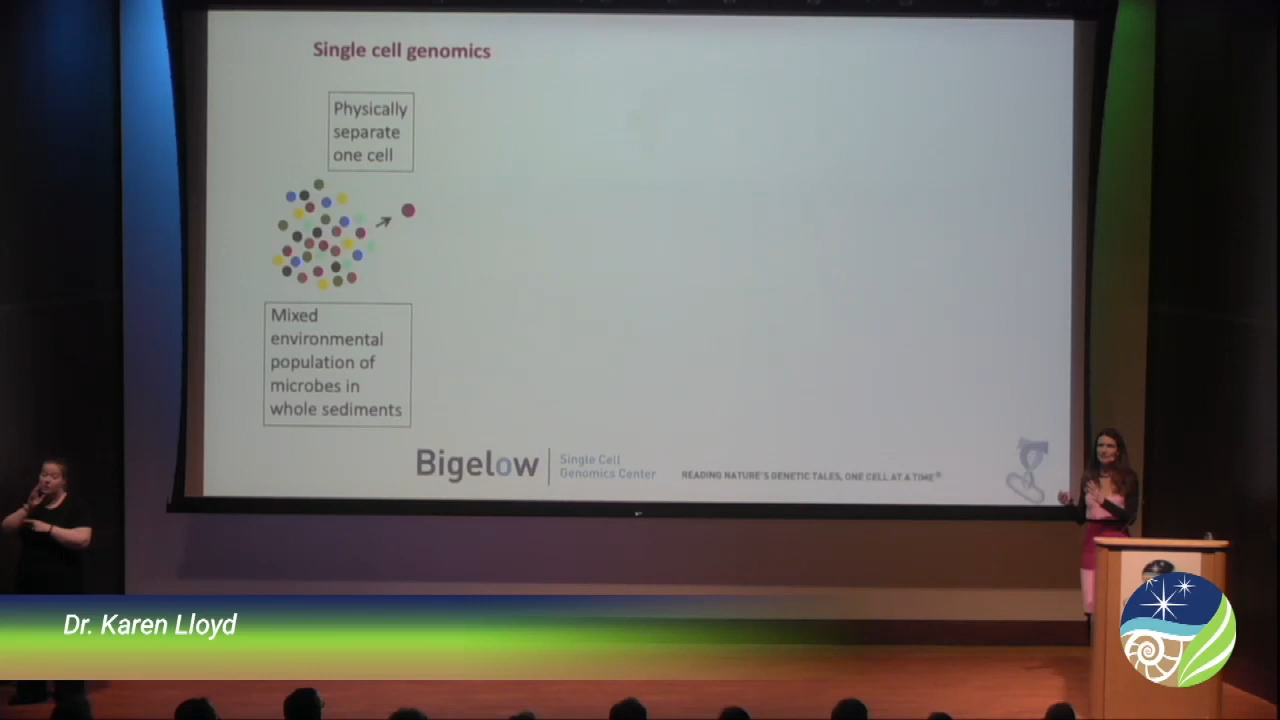 Single cell genomics
Physically
separate
one cell
Mixed
environmental
population of
microbes in
whole sediments
Bigelow
Single Cell
Genomics Center
READING NATURE'S GENETIC TALES, ONE CELL AT A TIME®
Dr. Karen Lloyd